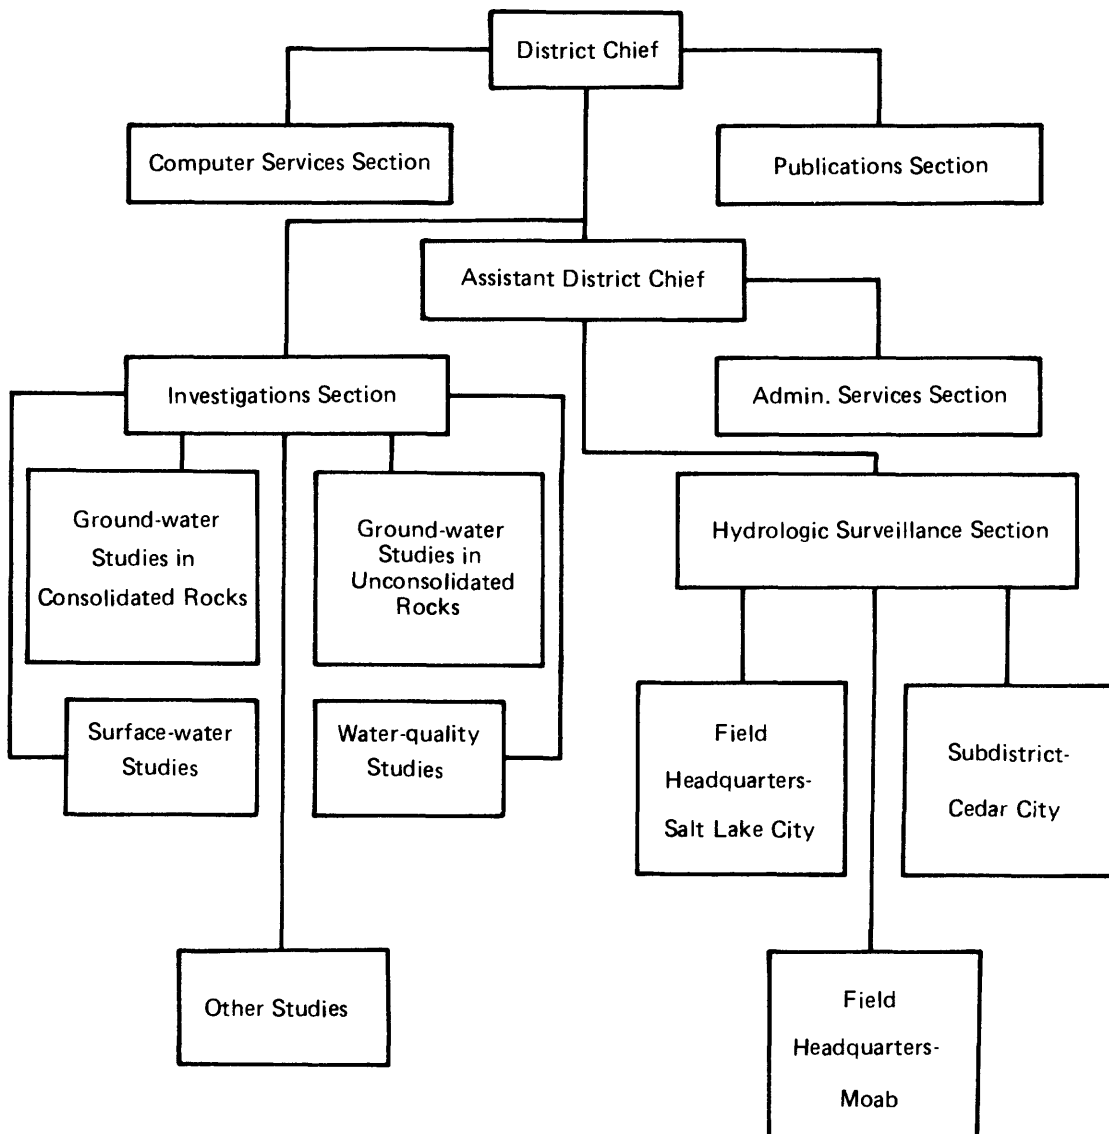 District Chief
Computer Services Section
Publications Section
Assistant District Chief
Investigations Section
Admin. Services Section
Ground-water
Studies in
Consolidated Rocks
Ground-water
Studies in
Unconsolidated
Rocks
Hydrologic Surveillance Section
Surface-water
Studies
Water-quality
Studies
Field
Headquarters-
Salt Lake City
Subdistrict-
Cedar City
Other Studies
Field
Headquarters-
Moab